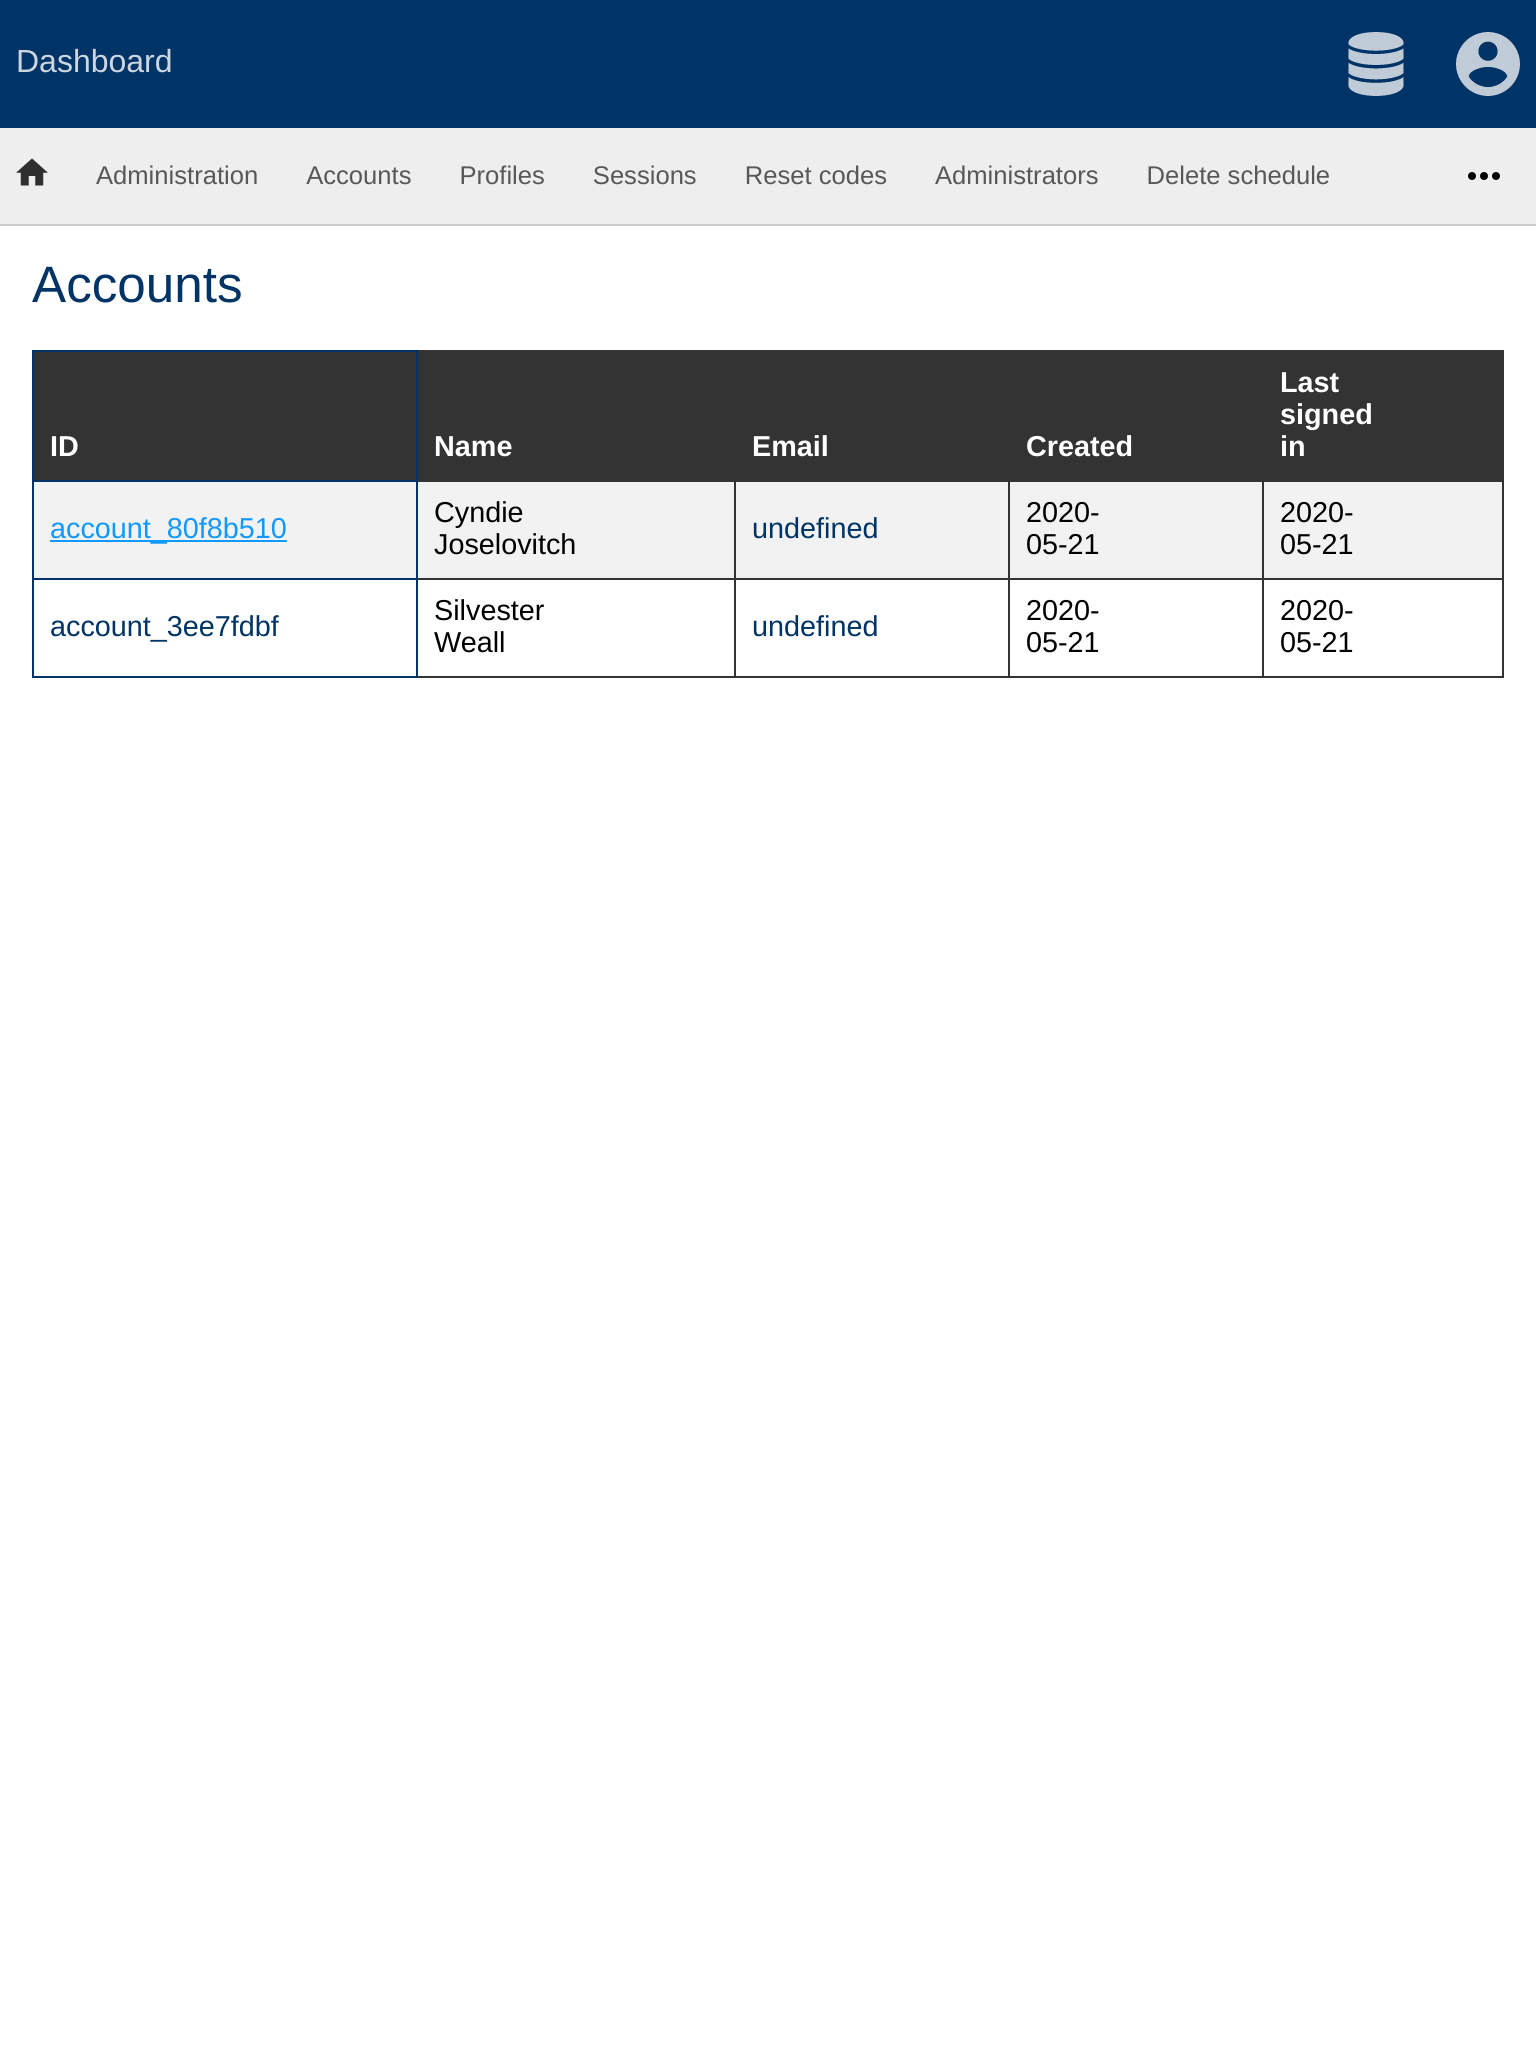 Dashboard
Administration Accounts Profiles Sessions Reset codes Administrators Delete schedule
Accounts
ID Name Email Created Last signed in
account_80f8b510 Cyndie Joselovitch undefined 2020-05-21 2020-05-21
account_3ee7fdbf Silvester Weall undefined 2020-05-21 2020-05-21